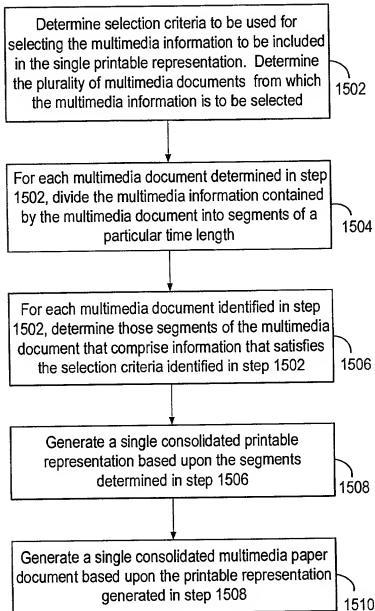 Determine selection criteria to be used for
selecting the multimedia information to be included
in the single printable representation. Determine
the plurality of multimedia documents from which
the multimedia information is to be selected
1502
For each multimedia document determined in step
1502, divide the multimedia information contained
by the multimedia document into segments of a
particular time length
1504
For each multimedia document identified in step
1502, determine those segments of the multimedia
document that comprise information that satisfies
the selection criteria identified in step 1502
1506
Generate a single consolidated printable
representation based upon the segments
determined in step 1506
1508
Generate a single consolidated multimedia paper
document based upon the printable representation
generated in step 1508
1510